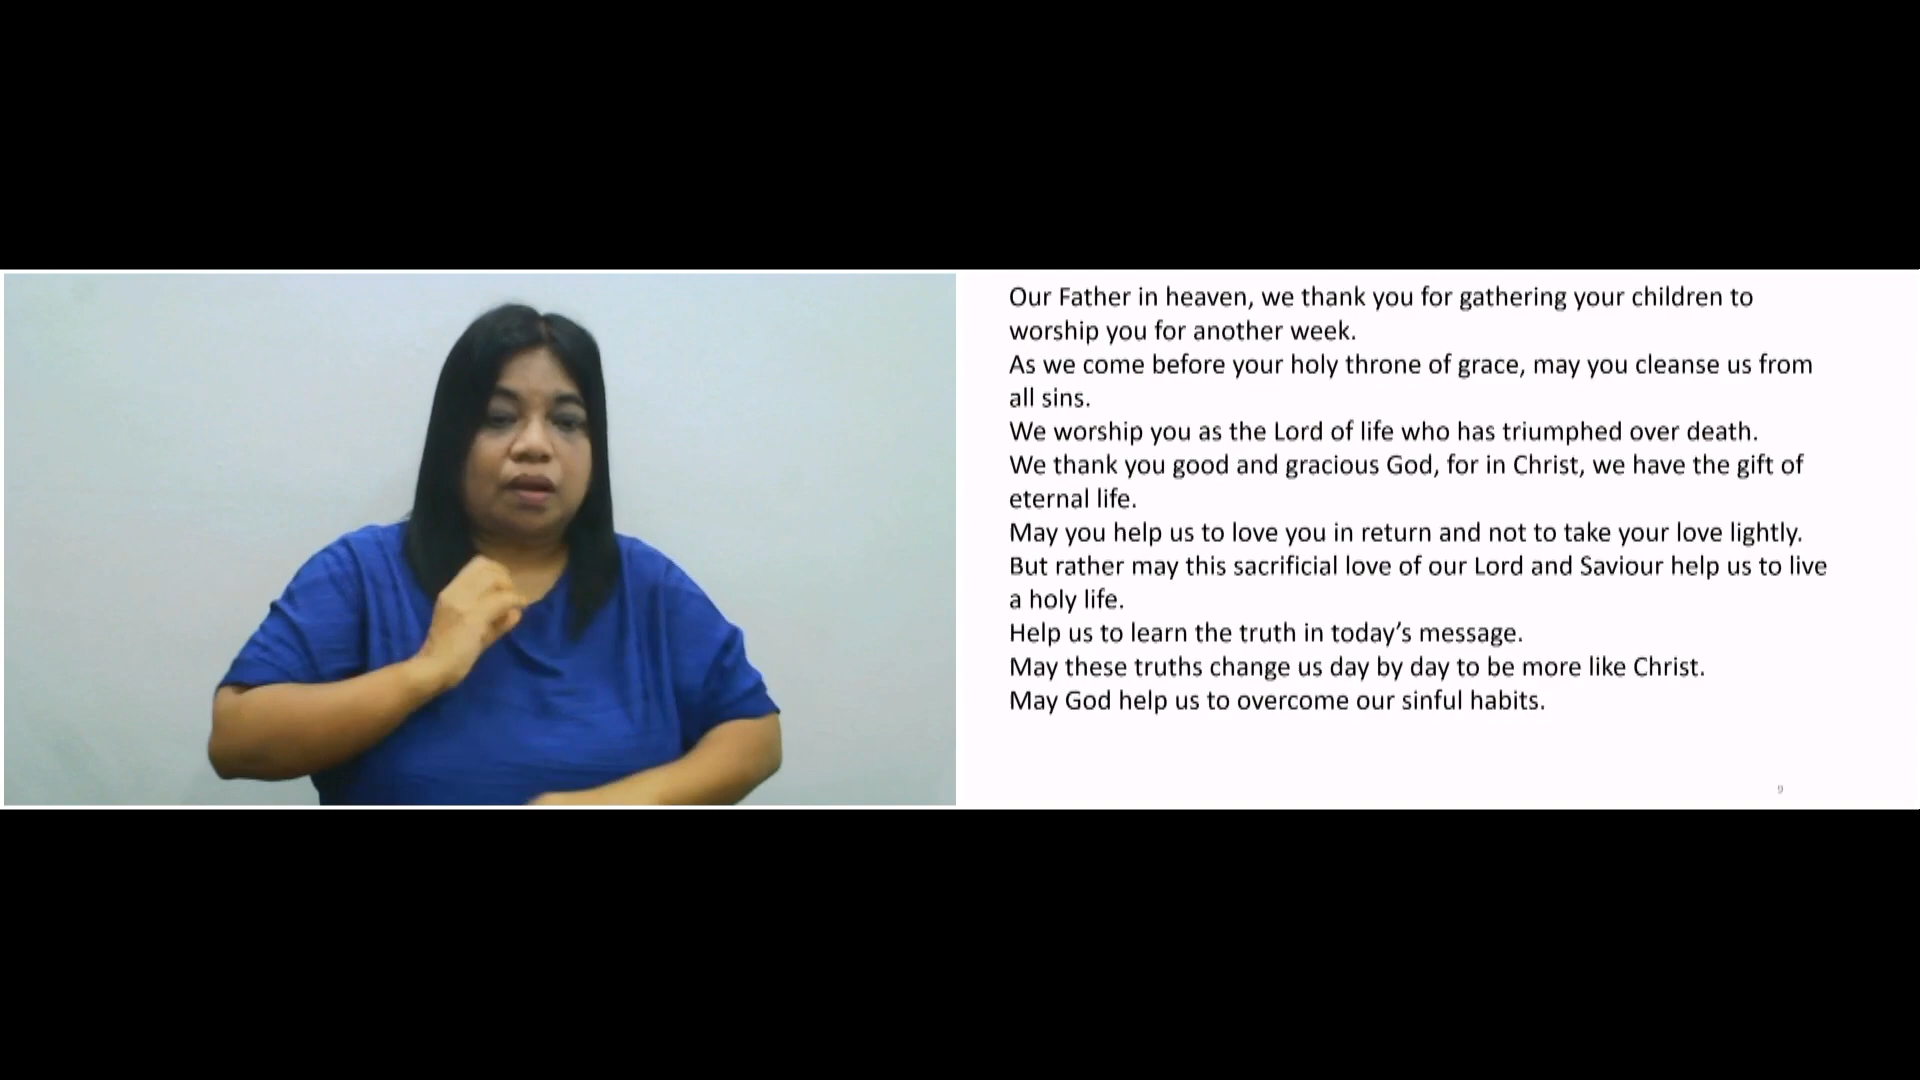 Our Father in heaven, we thank you for gathering your children to
worship you for another week.
As we come before your holy throne of grace, may you cleanse us from
all sins.
We worship you as the Lord of life who has triumphed over death.
We thank you good and gracious God, for in Christ, we have the gift of
eternal life.
May you help us to love you in return and not to take your love lightly.
But rather may this sacrificial love of our Lord and Saviour help us to live
a holy life.
Help us to learn the truth in today’s message.
May these truths change us day by day to be more like Christ.
May God help us to overcome our sinful habits.
9